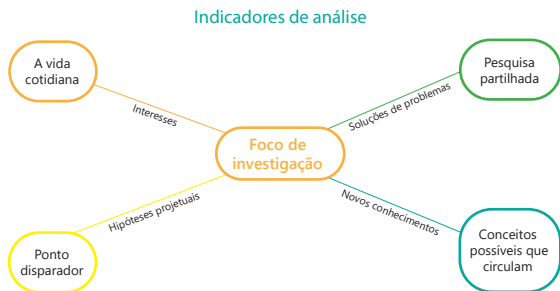 Indicadores de análise
A vida
cotidiana
Pesquisa
partilhada
Interesses
Soluções de problemas
Foco de
investigação
Hipóteses projetuais
Novos conhecimentos
Ponto
disparador
Conceitos
possíveis que
circulam